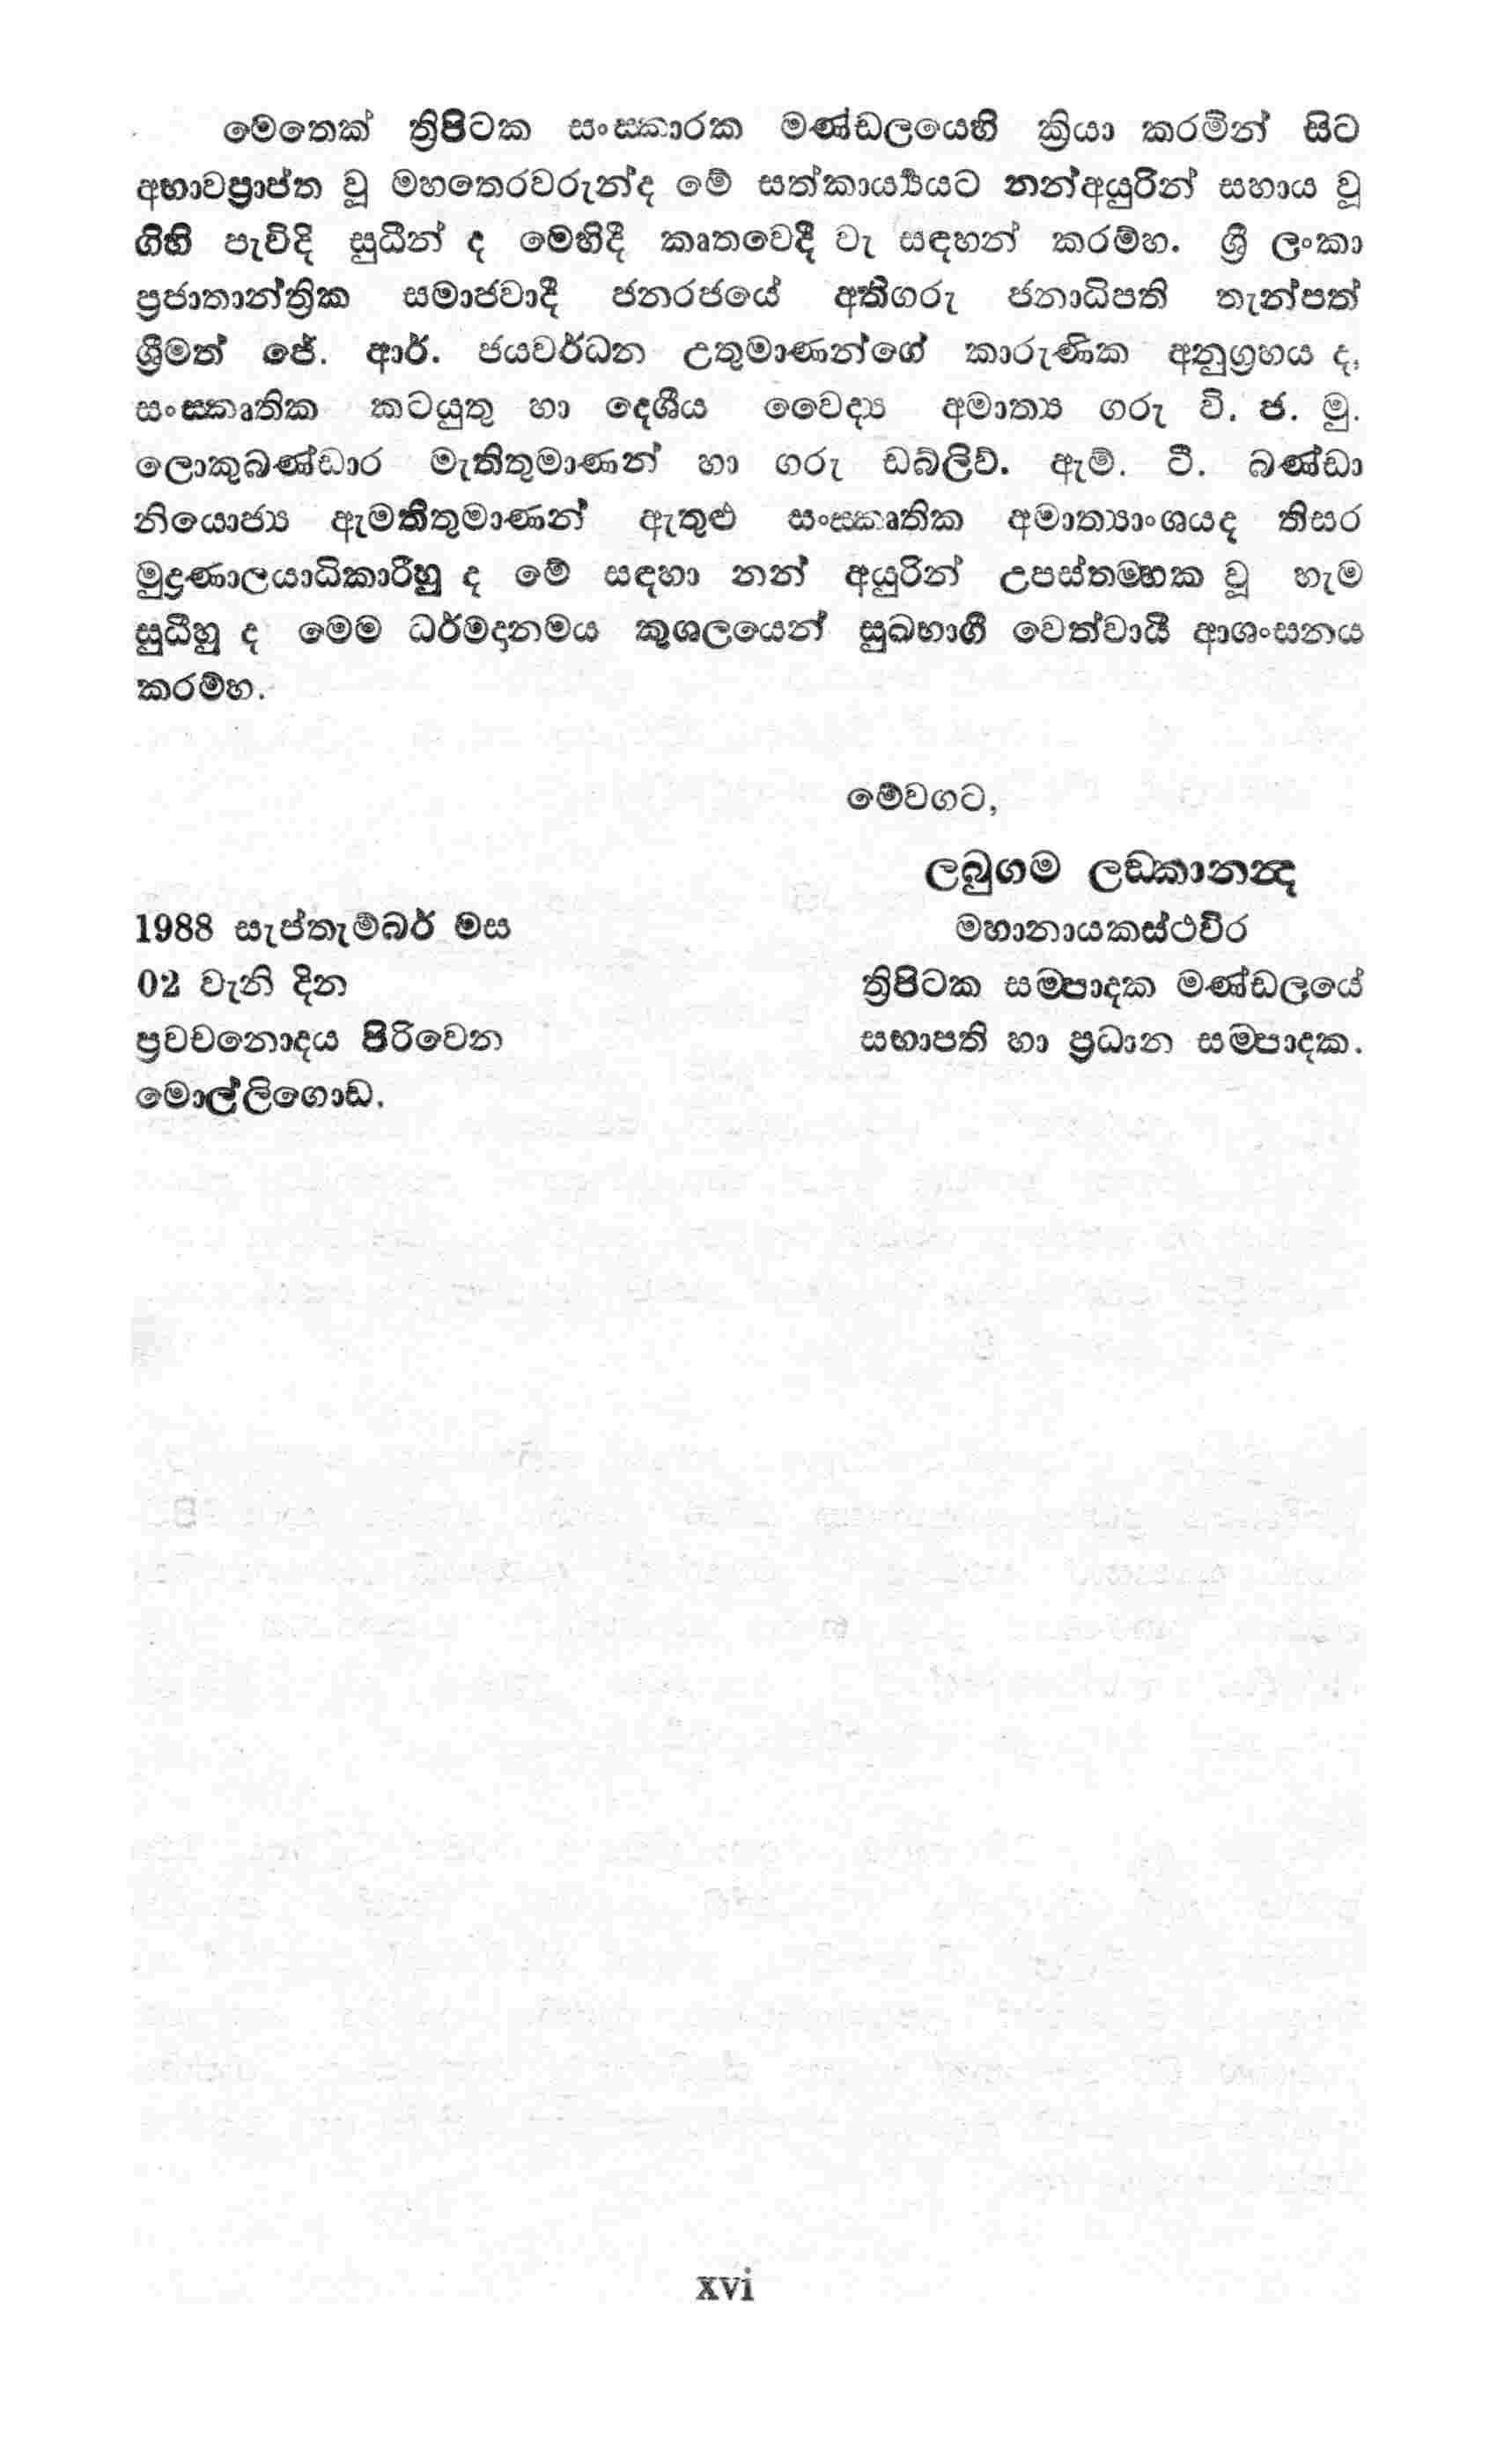 මෙතෙක් ත්‍රිපිටක සංස්කාරක මණ්ඩලයෙහි ක්‍රියා කරමින් සිට
අභාවප්‍රාප්ත වූ මහතෙරවරුන්ද මේ සත්කාර්‍ය්‍යයට නන්අයුරින් සහාය වූ
ගිහි පැවිදි සුධීන් ද මෙහිදී කෘතවෙදී වැ සඳහන් කරම්හ. ශ්‍රී ලංකා
ප්‍රජාතාන්ත්‍රික සමාජවාදී ජනරජයේ අතිගරු ජනාධිපති තැන්පත්
ශ්‍රීමත් ජේ. ආර්. ජයවර්ධන උතුමාණන්ගේ කාරුණික අනුග්‍රහය ද,
සංස්කෘතික කටයුතු හා දෙශීය වෛද්‍ය අමාත්‍ය ගරු වි. ජ. මු.
ලොකුබණ්ඩාර මැතිතුමාණන් හා ගරු ඩබ්ලිව්. ඇම්. ටී. බණ්ඩා
නියොජ්‍ය ඇමතිතුමාණන් ඇතුළු සංස්කෘතික අමාත්‍යාංශයද තිසර
මුද්‍රණාලයාධිකාරීහු ද මේ සඳහා නන් අයුරින් උපස්තම්භක වූ හැම
සුධීහු ද මෙම ධර්මදානමය කුශලයෙන් සුඛභාගී වෙත්වායී ආශංසනය
කරම්හ.
මේවගට,
ලබුගම ලඞ්කානන්‍ද
මහානායකස්ථවිර
ත්‍රිපිටක සම්පාදක මණ්ඩලයේ
සභාපති හා ප්‍රධාන සම්පාදක.
1988 සැප්තැම්බර් මස
02 වැනි දින
ප්‍රවචනොදය පිරිවෙන
මොල්ලිගොඩ.
xvi